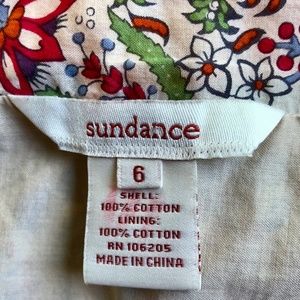 sundance
6
SHELL:
100% COTTON
LINING:
100% COTTON
RN 106205
MADE IN CHINA